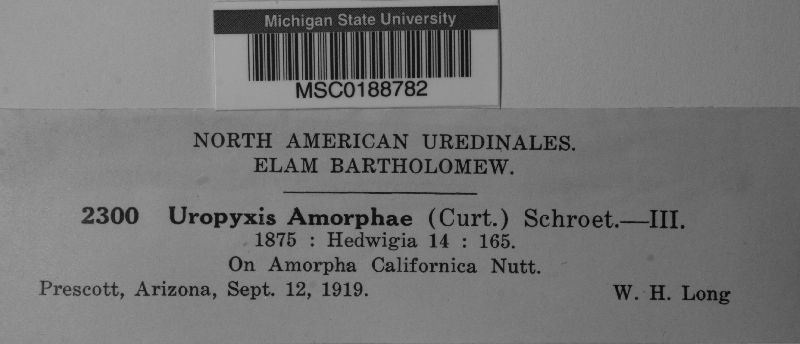 Michigan State University
MSC0188782
NORTH AMERICAN UREDINALES.
ELAM BARTHOLOMEW.
2300 Uropyxis Amorphae (Curt.) Schroet.—III.
1875 : Hedwigia 14 : 165.
On Amorpha Californica Nutt.
Prescott, Arizona, Sept. 12, 1919. W. H. Long